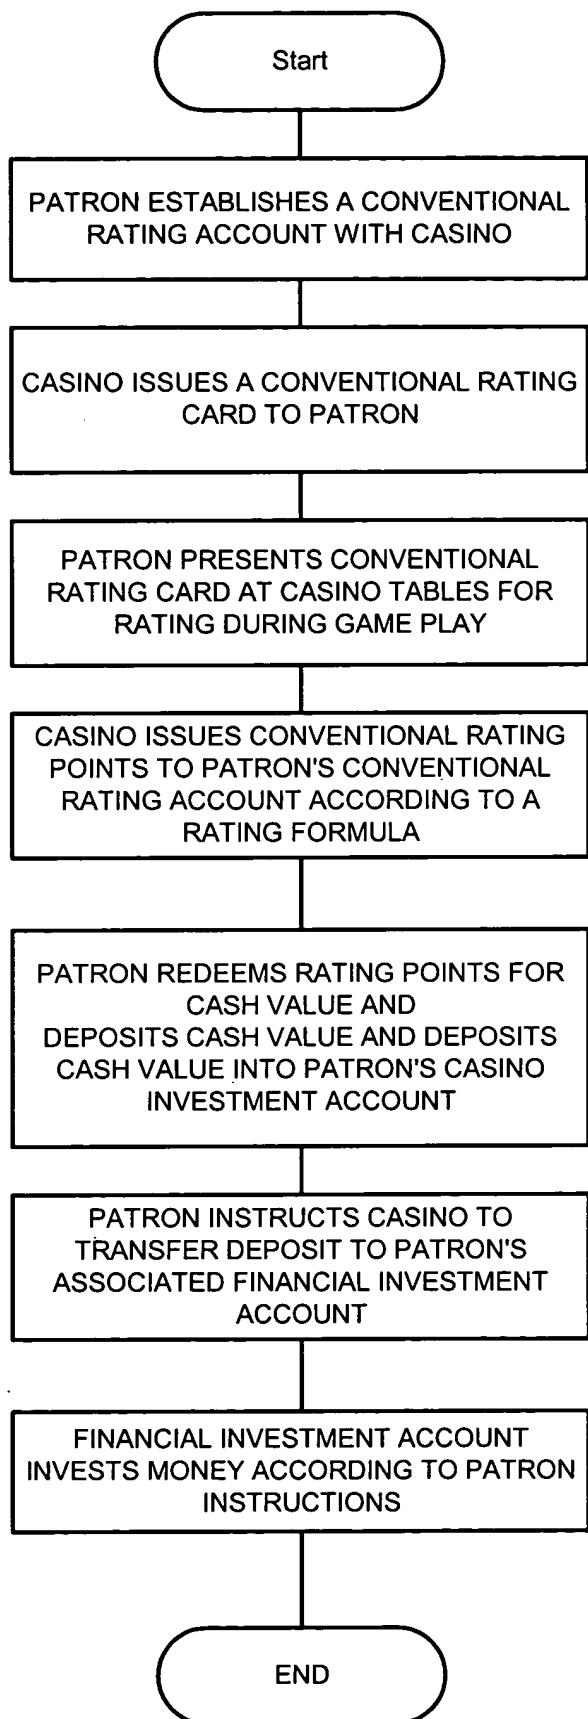 Start
PATRON ESTABLISHES A CONVENTIONAL
RATING ACCOUNT WITH CASINO
CASINO ISSUES A CONVENTIONAL RATING
CARD TO PATRON
PATRON PRESENTS CONVENTIONAL
RATING CARD AT CASINO TABLES FOR
RATING DURING GAME PLAY
CASINO ISSUES CONVENTIONAL RATING
POINTS TO PATRON'S CONVENTIONAL
RATING ACCOUNT ACCORDING TO A
RATING FORMULA
PATRON REDEEMS RATING POINTS FOR
CASH VALUE AND
DEPOSITS CASH VALUE AND DEPOSITS
CASH VALUE INTO PATRON'S CASINO
INVESTMENT ACCOUNT
PATRON INSTRUCTS CASINO TO
TRANSFER DEPOSIT TO PATRON'S
ASSOCIATED FINANCIAL INVESTMENT
ACCOUNT
FINANCIAL INVESTMENT ACCOUNT
INVESTS MONEY ACCORDING TO PATRON
INSTRUCTIONS
END